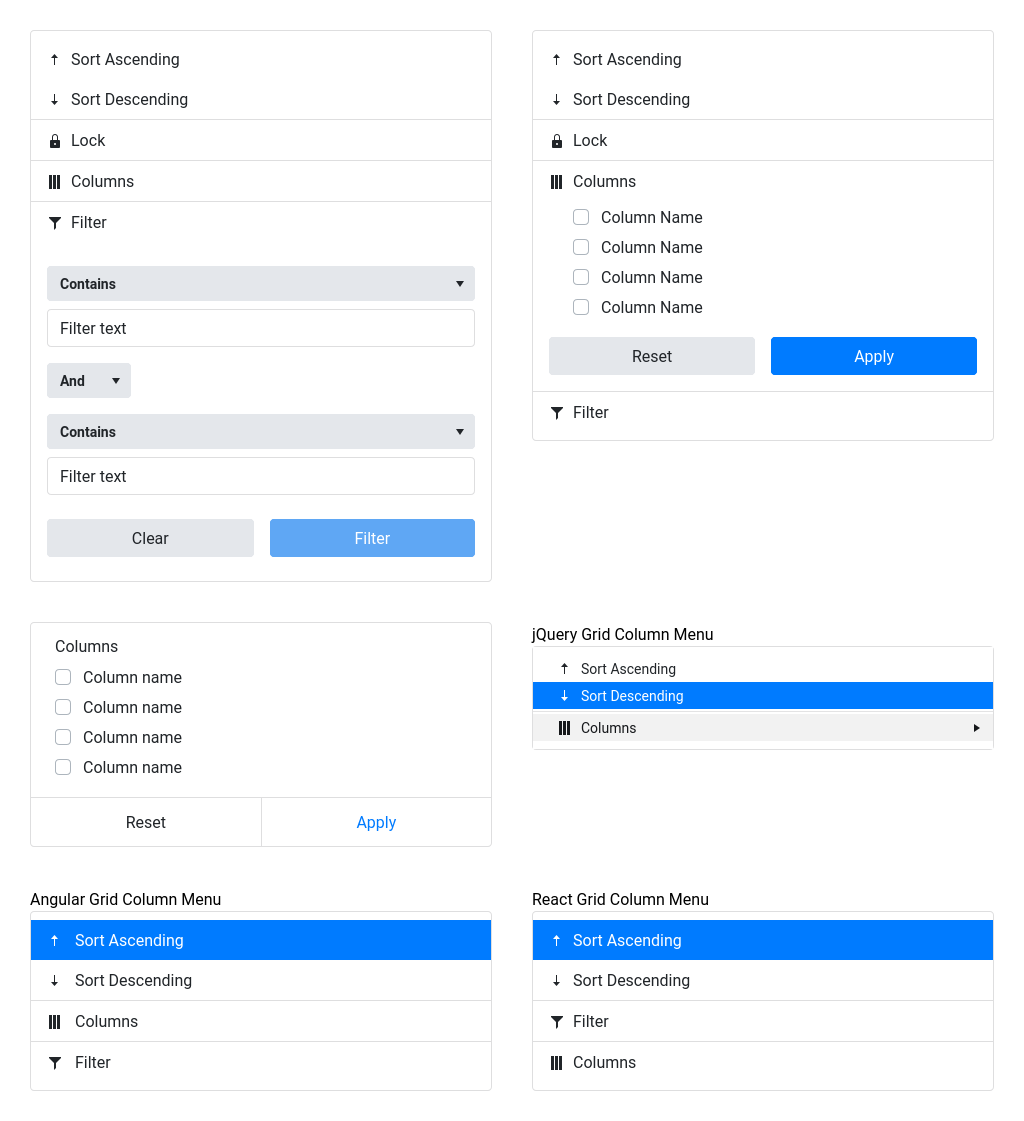 Sort Ascending
Sort Descending
Lock
Columns
Filter
Contains
Filter text
And
Contains
Filter text
Clear
Filter
Sort Ascending
Sort Descending
Lock
Columns
Column Name
Column Name
Column Name
Column Name
Reset
Apply
Filter
Columns
Column name
Column name
Column name
Column name
Reset
Apply
jQuery Grid Column Menu
Sort Ascending
Sort Descending
Columns
Angular Grid Column Menu
Sort Ascending
Sort Descending
Columns
Filter
React Grid Column Menu
Sort Ascending
Sort Descending
Filter
Columns